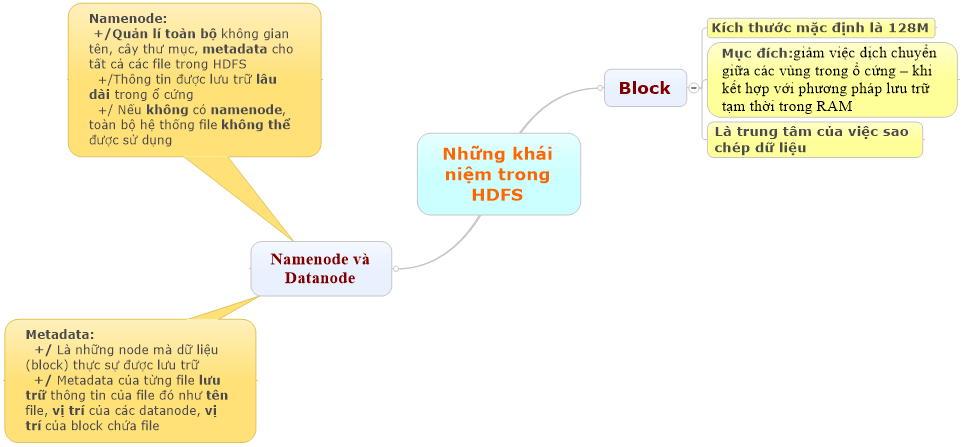 Namenode:
+/Quản lí toàn bộ không gian
tên, cây thư mục, metadata cho
tất cả các file trong HDFS
+/Thông tin được lưu trữ lâu
dài trong ổ cứng
+/ Nếu không có namenode,
toàn bộ hệ thống file không thể
được sử dụng
Kích thước mặc định là 128M
Block
Mục đích:giảm việc dịch chuyển
giữa các vùng trong ổ cứng – khi
kết hợp với phương pháp lưu trữ
tạm thời trong RAM
Là trung tâm của việc sao
chép dữ liệu
Những khái
niệm trong
HDFS
Namenode và
Datanode
Metadata:
+/ Là những node mà dữ liệu
(block) thực sự được lưu trữ
+/ Metadata của từng file lưu
trữ thông tin của file đó như tên
file, vị trí của các datanode, vị
trí của block chứa file